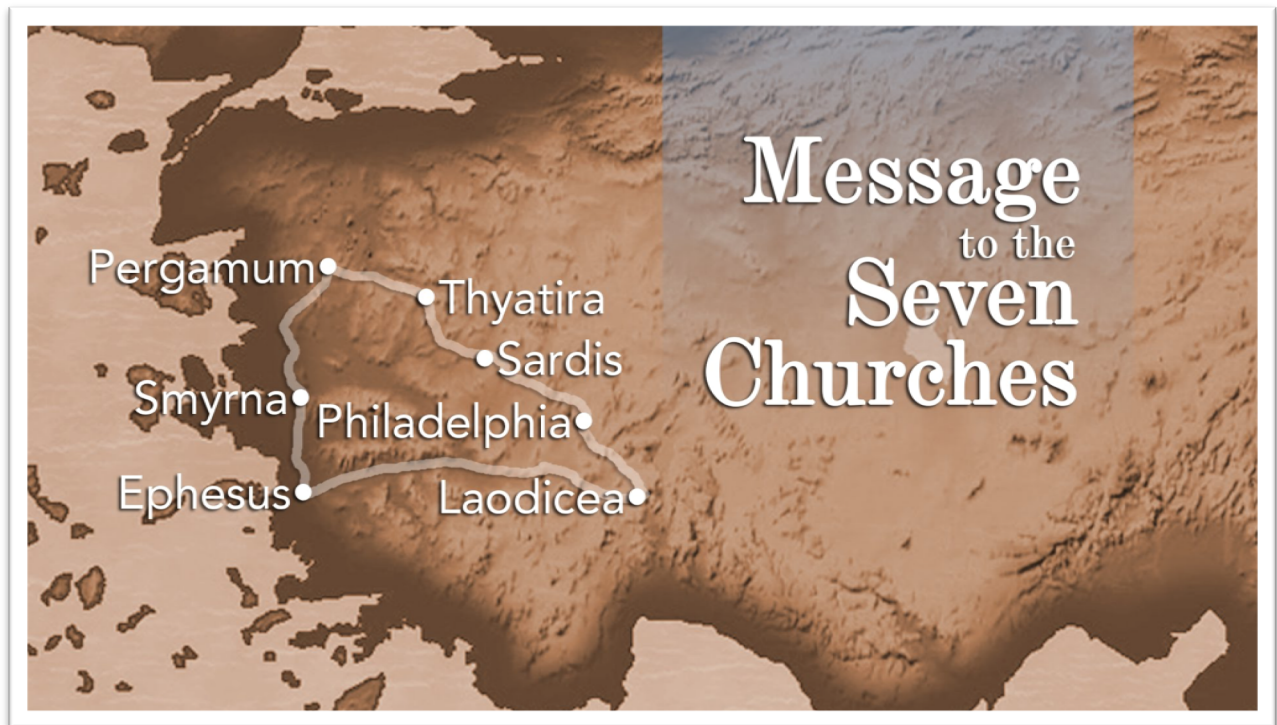 Message
to the
Seven
Churches
Pergamum
Thyatira
Sardis
Smyrna
Philadelphia
Ephesus
Laodicea